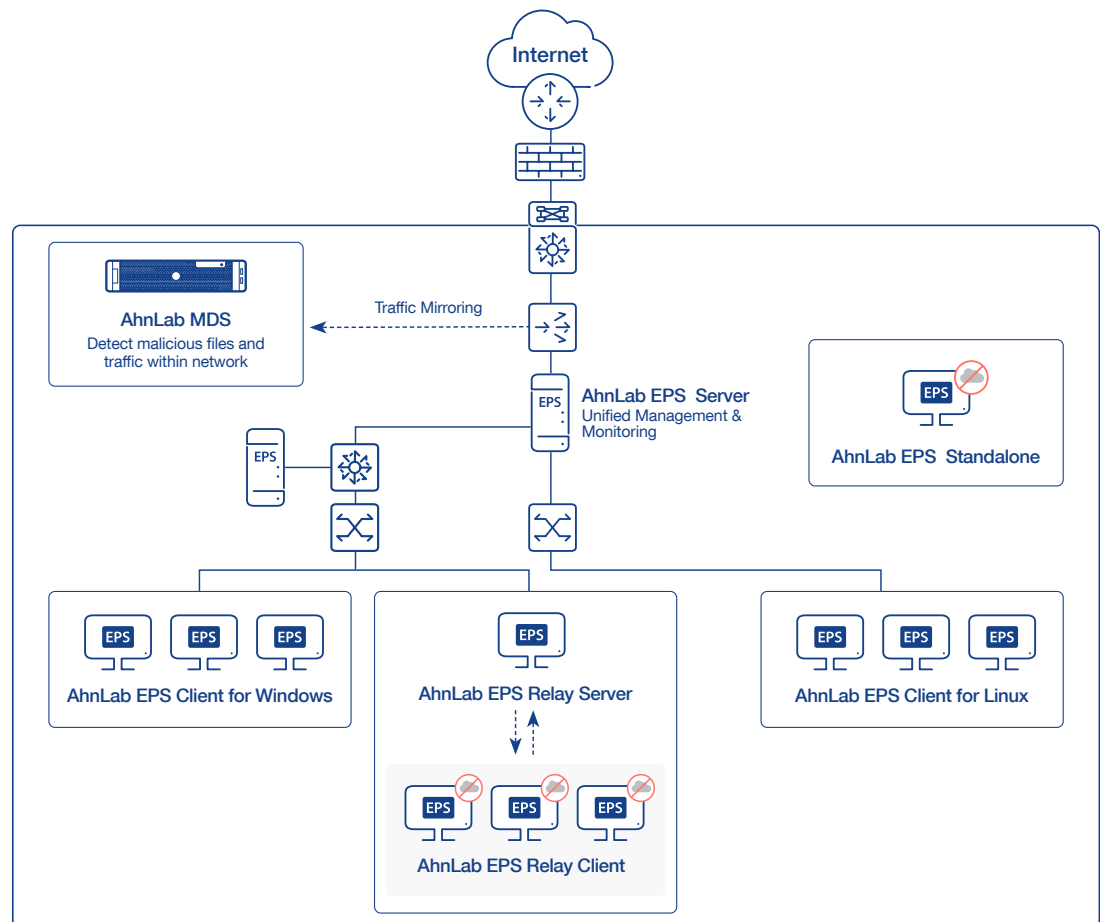 Internet
Traffic Mirroring
AhnLab MDS
Detect malicious files and
traffic within network
EPS
AhnLab EPS  Server
Unified Management &
Monitoring
EPS
AhnLab EPS  Standalone
EPS
EPS
EPS
EPS
AhnLab EPS Client for Windows
EPS
AhnLab EPS Relay Server
EPS
EPS
EPS
AhnLab EPS Relay Client
EPS
EPS
EPS
AhnLab EPS Client for Linux